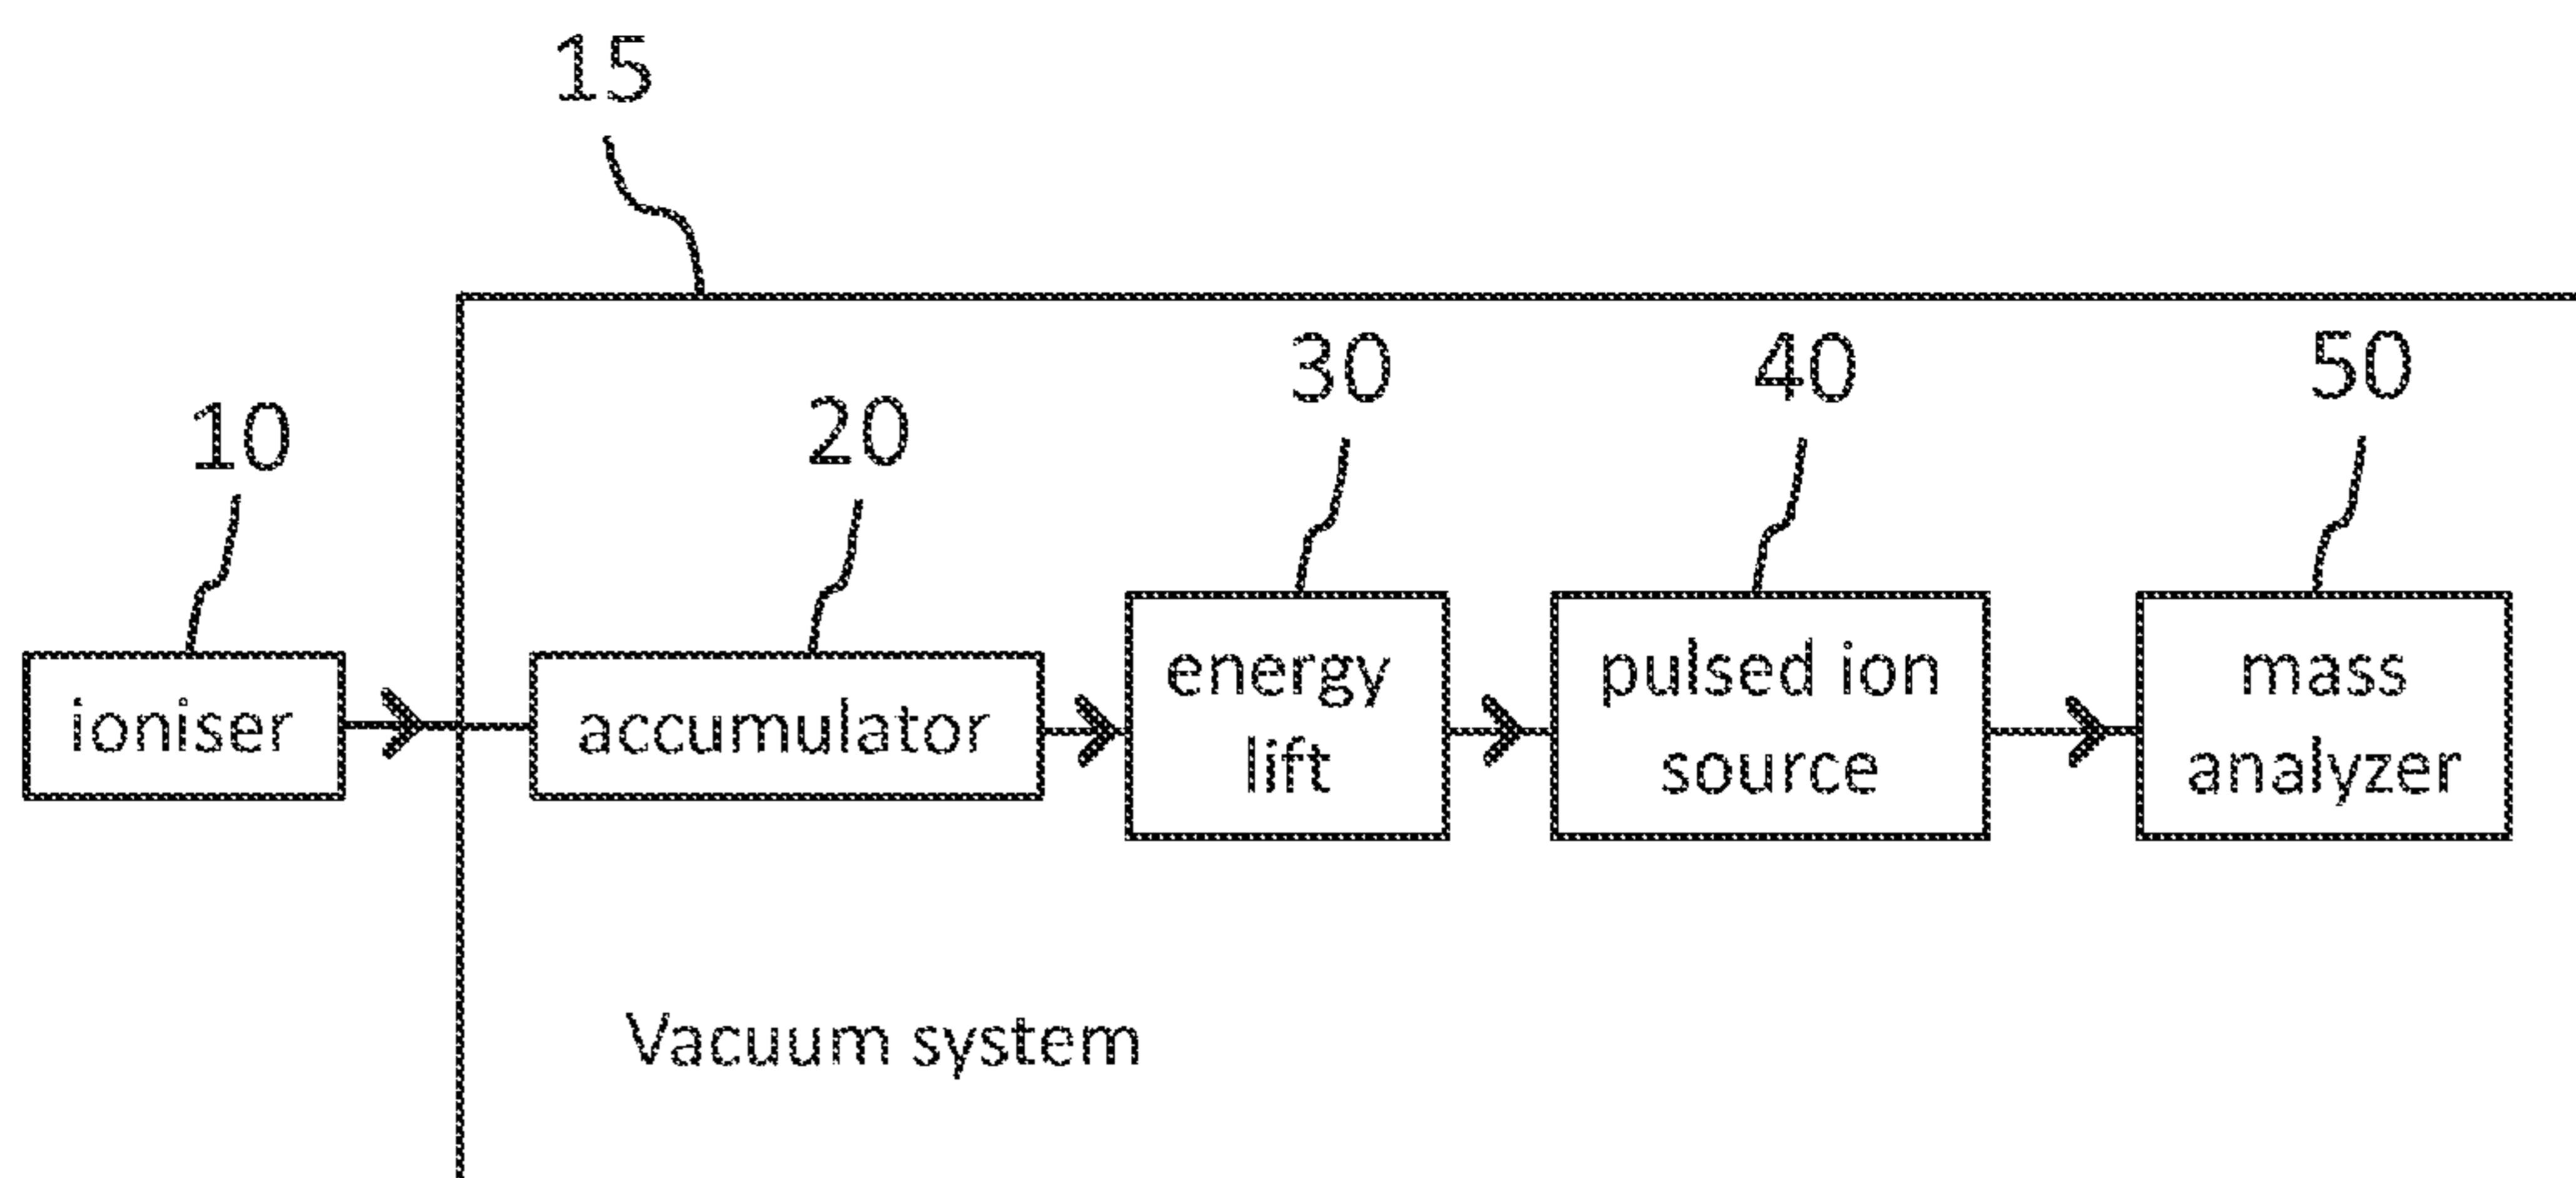 15
30
40
50
10
20
ioniser
accumulator
energy
lift
pulsed ion
source
mass
analyzer
Vacuum system